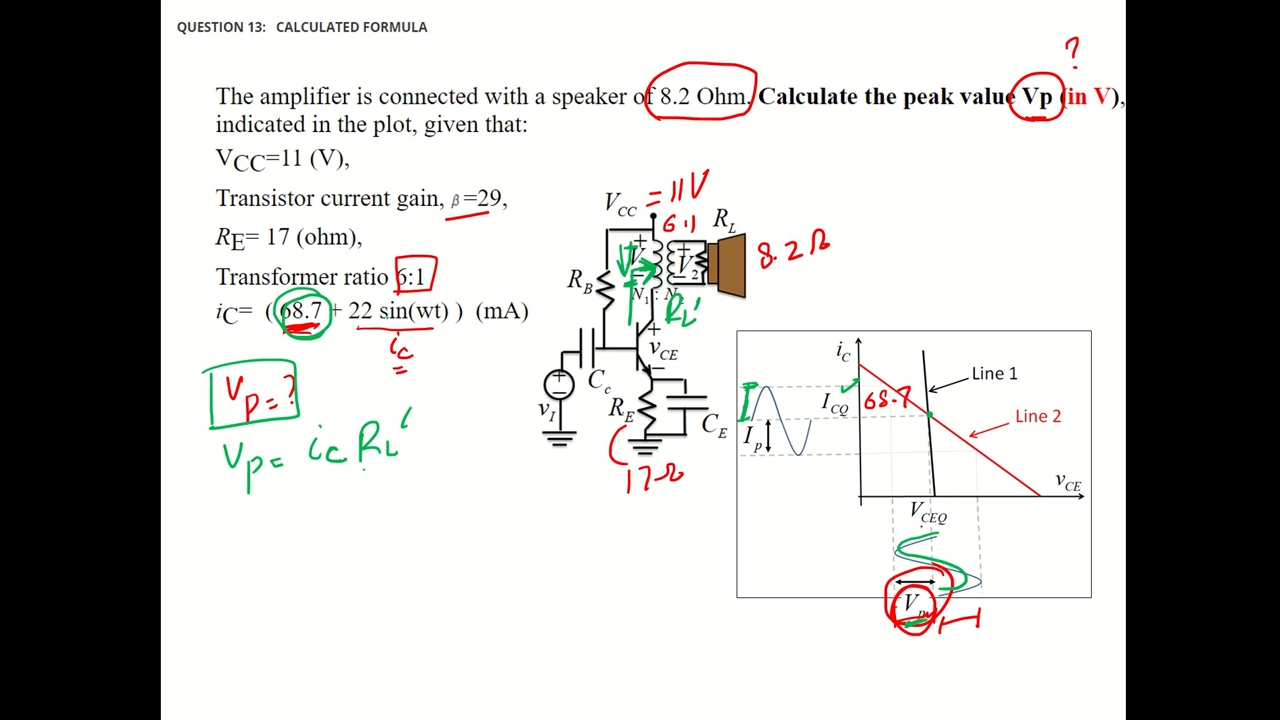 QUESTION 13: CALCULATED FORMULA
?
The amplifier is connected with a speaker of 8.2 Ohm. Calculate the peak value Vp (in V),
indicated in the plot, given that:
VCC=11 (V),
Transistor current gain, β=29,
RE= 17 (ohm),
Transformer ratio 6:1
iC= ( 68.7 + 22 sin(wt) ) (mA)
ic
Vp=?
Vp= ic RL'
VCC = 11V
6:1
RL
8.2 Ω
RB
V2
N1 : N
RL'
+
vCE
−
Cc
vI
RE
CE
17Ω
iC
Line 1
ICQ 68.7
Line 2
Ip
vCE
VCEQ
Vp